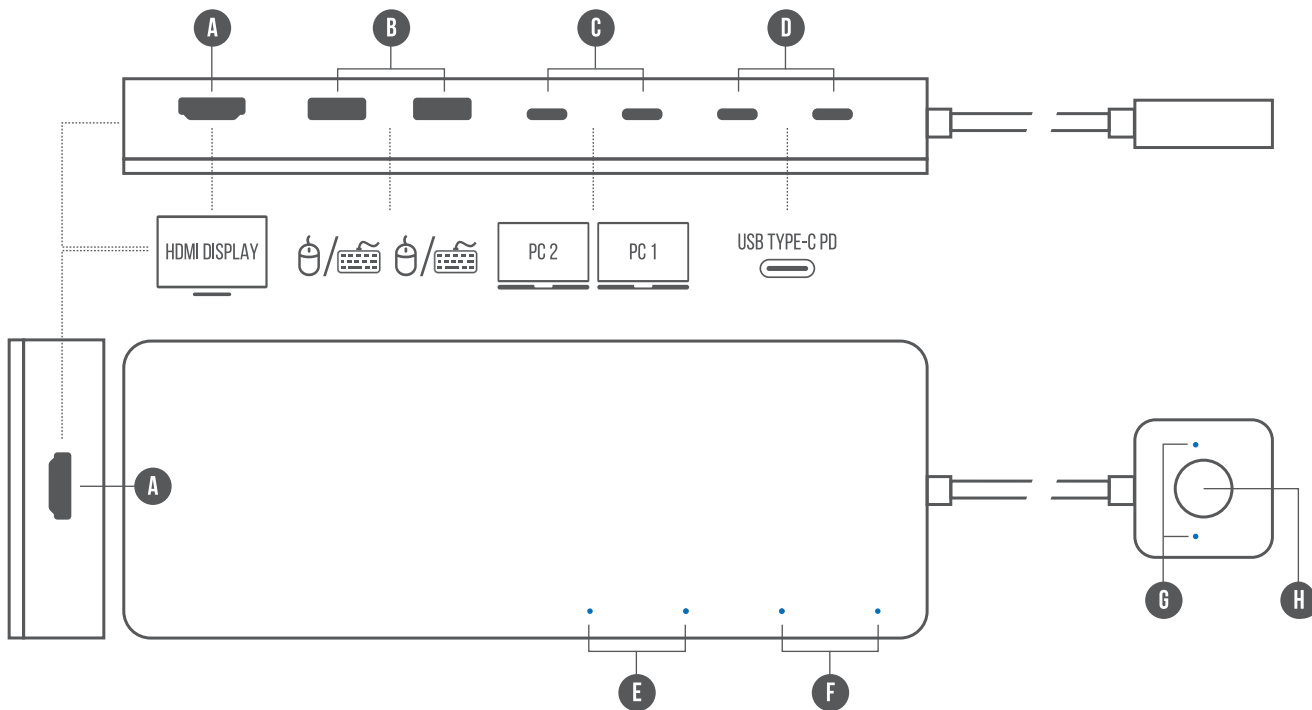 A B C D
HDMI DISPLAY
/ /
PC 2 PC 1
USB TYPE-C PD
A
G H
E F